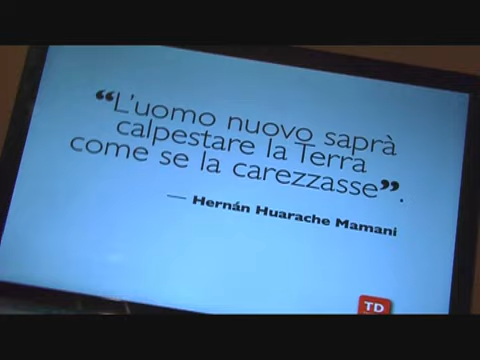 “L'uomo nuovo saprà
calpestare la Terra
come se la carezzasse”.
— Hernán Huarache Mamani
TD